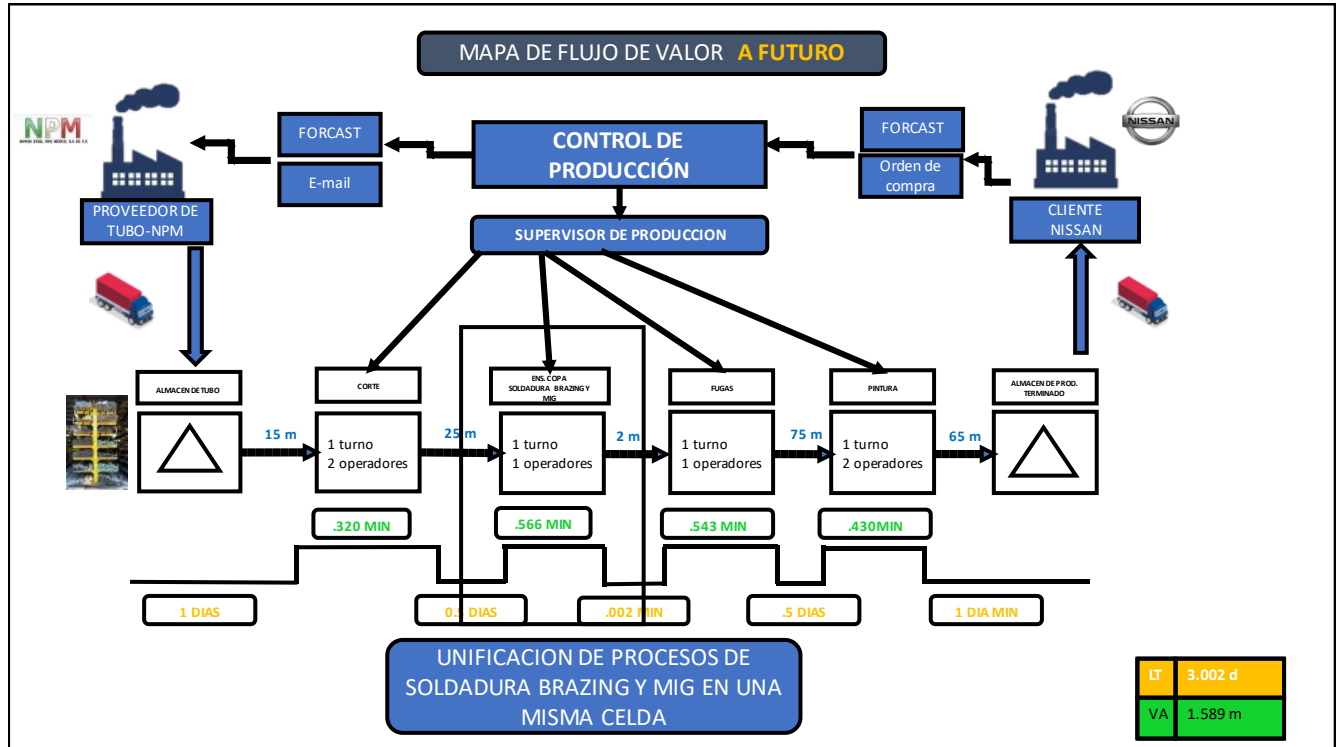 MAPA DE FLUJO DE VALOR A FUTURO
NPM
FORCAST
E-mail
CONTROL DE
PRODUCCIÓN
FORCAST
Orden de
compra
NISSAN
PROVEEDOR DE
TUBO-NPM
SUPERVISOR DE PRODUCCION
CLIENTE
NISSAN
ALMACEN DE TUBO
CORTE
ENS. COPA
SOLDADURA BRAZING Y
MIG
FUGAS
PINTURA
ALMACEN DE PROD.
TERMINADO
15 m
1 turno
2 operadores
25 m
1 turno
1 operadores
2 m
1 turno
1 operadores
75 m
1 turno
2 operadores
65 m
.320 MIN
.566 MIN
.543 MIN
.430MIN
1 DIAS
0.5 DIAS
.002 MIN
.5 DIAS
1 DIA MIN
UNIFICACION DE PROCESOS DE
SOLDADURA BRAZING Y MIG EN UNA
MISMA CELDA
LT 3.002 d
VA 1.589 m